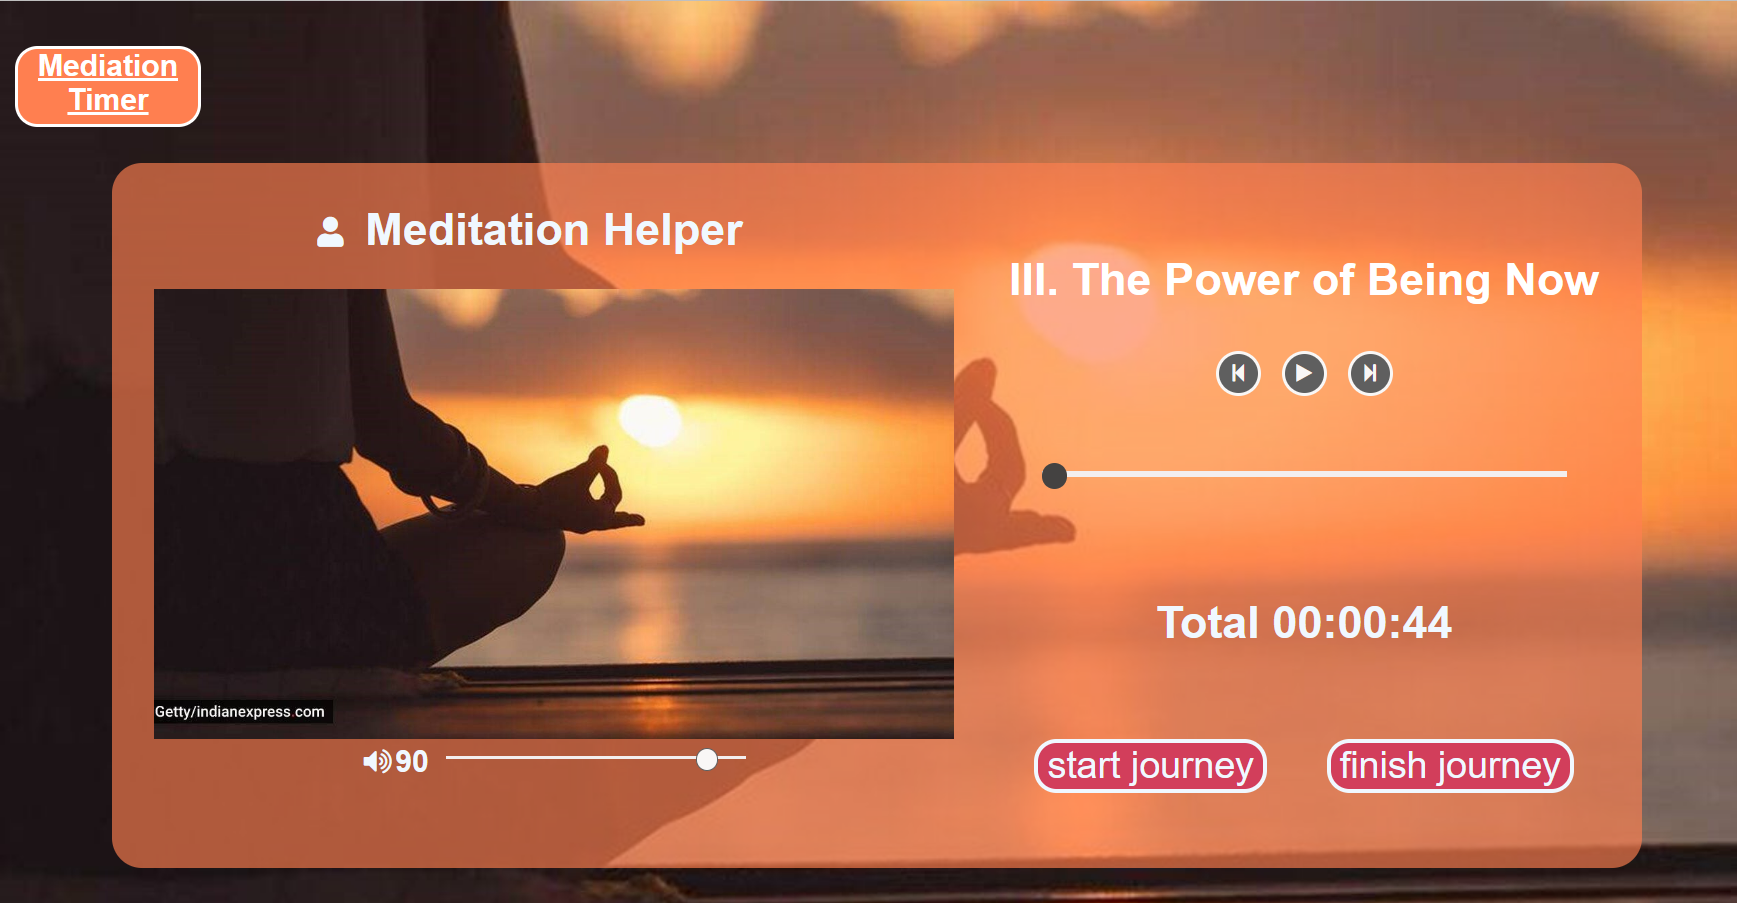 Mediation
Timer
Meditation Helper
Getty/indianexpress.com
90
III. The Power of Being Now
Total 00:00:44
start journey
finish journey